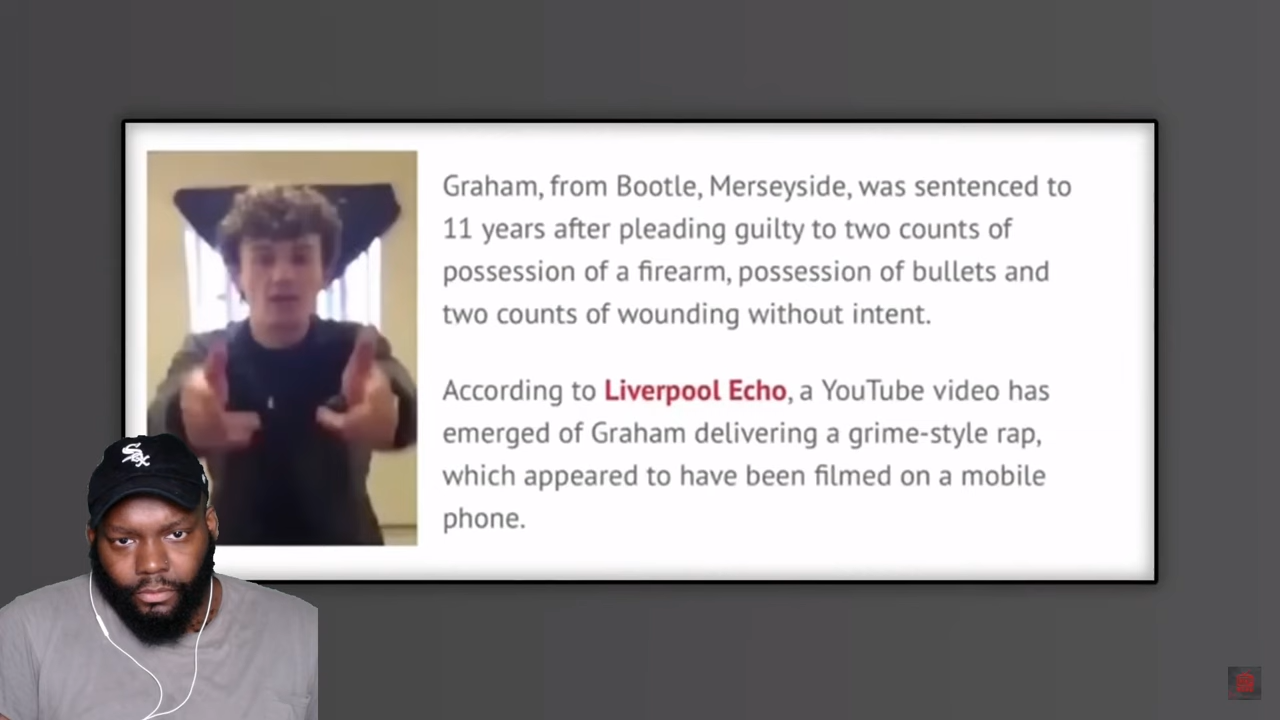 Graham, from Bootle, Merseyside, was sentenced to
11 years after pleading guilty to two counts of
possession of a firearm, possession of bullets and
two counts of wounding without intent.
According to Liverpool Echo, a YouTube video has
emerged of Graham delivering a grime-style rap,
which appeared to have been filmed on a mobile
phone.
Sox